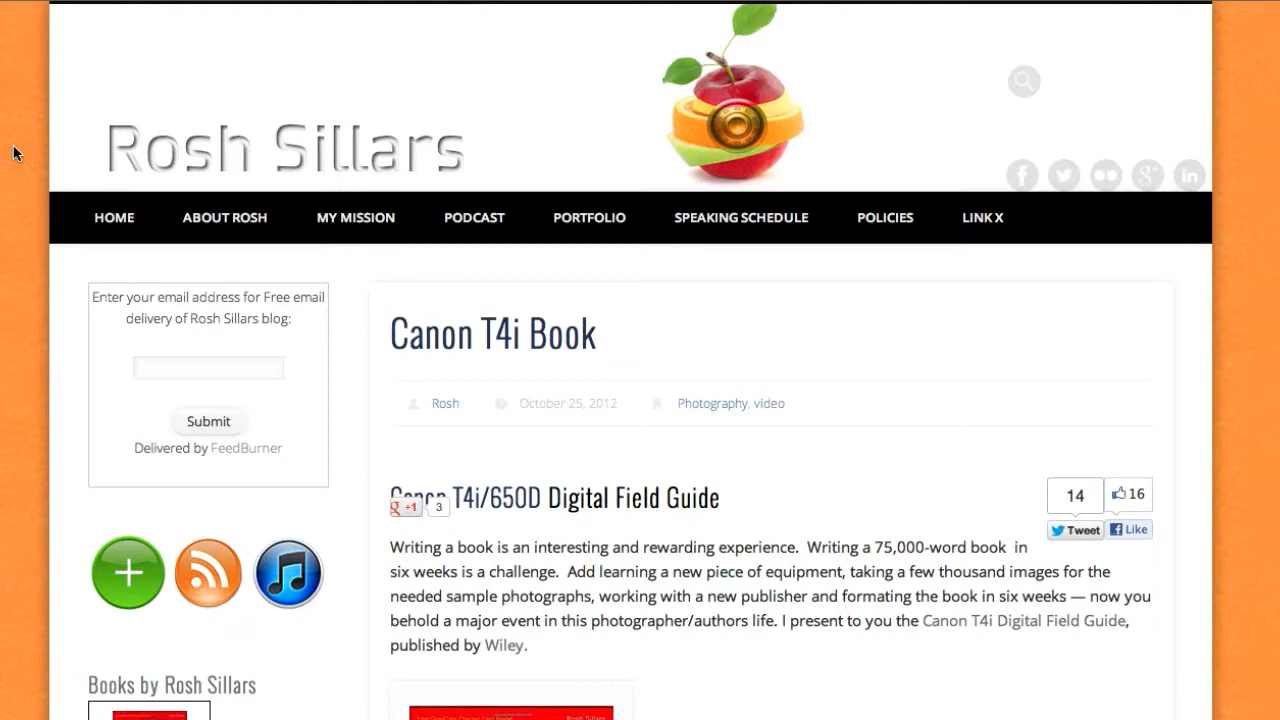 Rosh Sillars
HOME ABOUT ROSH MY MISSION PODCAST PORTFOLIO SPEAKING SCHEDULE POLICIES LINK X
Enter your email address for Free email
delivery of Rosh Sillars blog:
Submit
Delivered by FeedBurner
Books by Rosh Sillars
Canon T4i Book
Rosh October 25, 2012 Photography, video
Canon T4i/650D Digital Field Guide
+1 3
14 16
Tweet Like
Writing a book is an interesting and rewarding experience. Writing a 75,000-word book in
six weeks is a challenge. Add learning a new piece of equipment, taking a few thousand images for the
needed sample photographs, working with a new publisher and formating the book in six weeks — now you
behold a major event in this photographer/authors life. I present to you the Canon T4i Digital Field Guide,
published by Wiley.